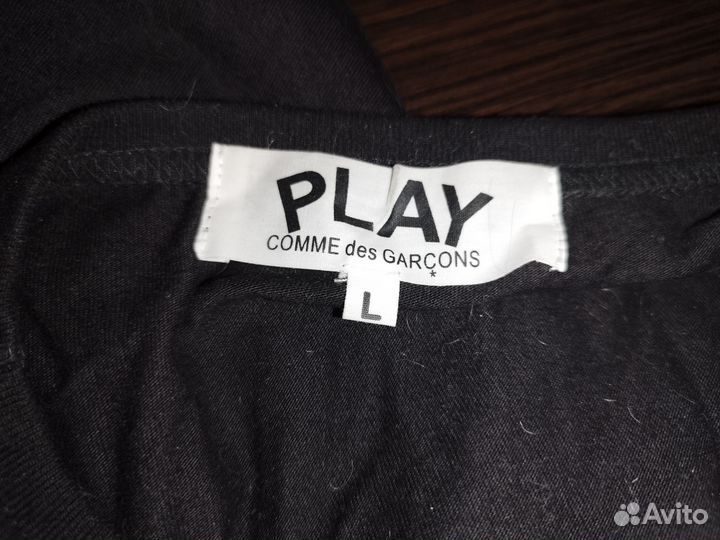 PLAY
COMME des GARÇONS
*
L
Avito